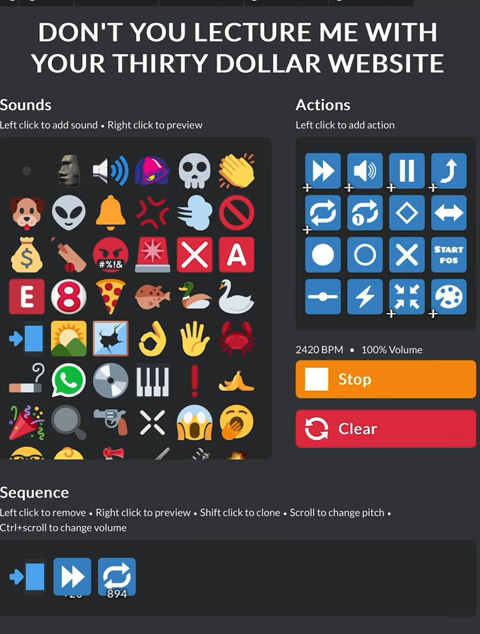 DON'T YOU LECTURE ME WITH
YOUR THIRTY DOLLAR WEBSITE
Sounds
Left click to add sound • Right click to preview
Actions
Left click to add action
#%!&
A
E
8
1
START
POS
2420 BPM • 100% Volume
Stop
Clear
Sequence
Left click to remove • Right click to preview • Shift click to clone • Scroll to change pitch •
Ctrl+scroll to change volume
894